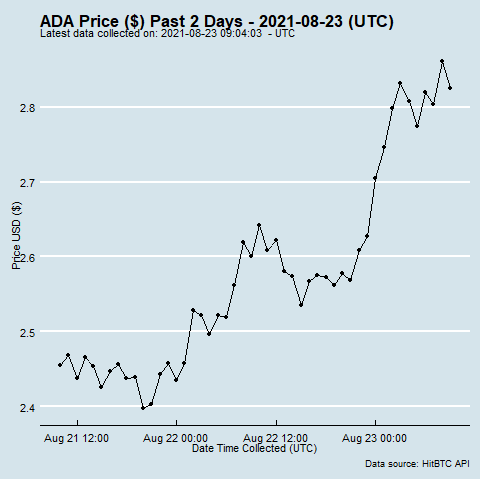 ADA Price ($) Past 2 Days - 2021-08-23 (UTC)
Latest data collected on: 2021-08-23 09:04:03  - UTC
2.8
2.7
2.6
2.5
2.4
Price USD ($)
Aug 21 12:00 Aug 22 00:00 Aug 22 12:00 Aug 23 00:00
Date Time Collected (UTC)
Data source: HitBTC API